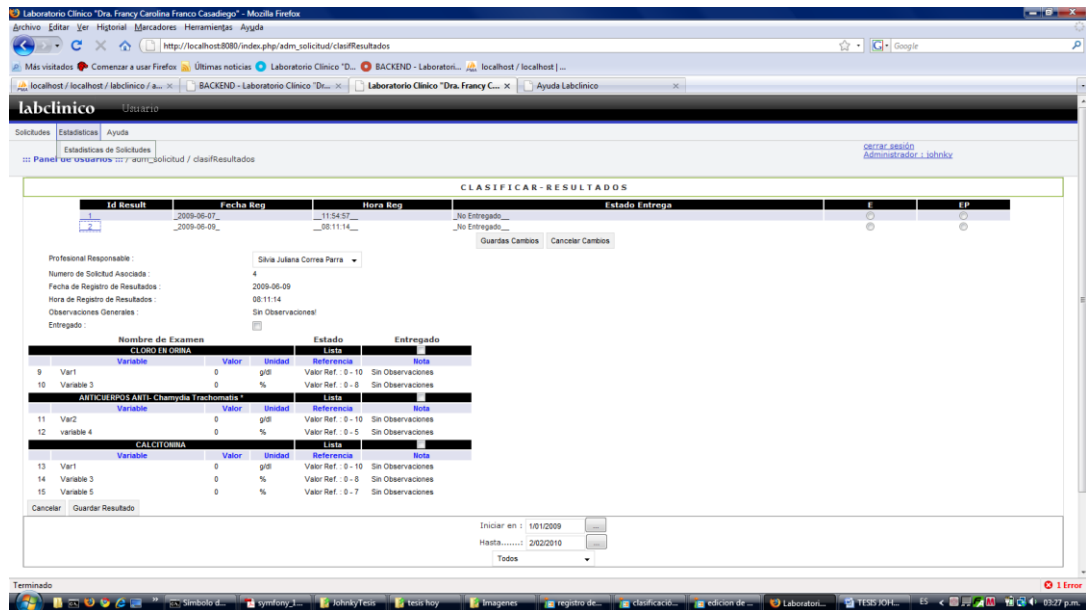 Laboratorio Clínico "Dra. Francy Carolina Franco Casadiego" - Mozilla Firefox
Archivo Editar Ver Historial Marcadores Herramientas Ayuda
http://localhost:8080/index.php/adm_solicitud/clasifResultados
Google
Más visitados Comenzar a usar Firefox Últimas noticias Laboratorio Clínico "D... BACKEND - Laboratori... localhost / localhost | ...
localhost / localhost / labclinico / a... BACKEND - Laboratorio Clínico "Dr... Laboratorio Clínico "Dra. Francy C... Ayuda Labclinico
labclinico Usuario
Solicitudes Estadisticas Ayuda
Estadisticas de Solicitudes
cerrar sesión
::: Panel de Usuarios ::: / adm_solicitud / clasifResultados
Administrador : johnky
CLASIFICAR-RESULTADOS
Id Result Fecha Reg Hora Reg Estado Entrega E EP
__1__ _2009-06-07_ __11:54:57__ _No Entregado__
__2__ _2009-06-09_ __08:11:14__ _No Entregado__
Guardas Cambios Cancelar Cambios
Profesional Responsable : Silvia Juliana Correa Parra
Numero de Solicitud Asociada : 4
Fecha de Registro de Resultados : 2009-06-09
Hora de Registro de Resultados : 08:11:14
Observaciones Generales : Sin Observaciones!
Entregado :
Nombre de Examen Estado Entregado
CLORO EN ORINA Lista
Variable Valor Unidad Referencia Nota
9 Var1 0 g/dl Valor Ref. : 0 - 10 Sin Observaciones
10 Variable 3 0 % Valor Ref. : 0 - 8 Sin Observaciones
ANTICUERPOS ANTI- Chamydia Trachomatis * Lista
Variable Valor Unidad Referencia Nota
11 Var2 0 g/dl Valor Ref. : 0 - 10 Sin Observaciones
12 variable 4 0 % Valor Ref. : 0 - 5 Sin Observaciones
CALCITONINA Lista
Variable Valor Unidad Referencia Nota
13 Var1 0 g/dl Valor Ref. : 0 - 10 Sin Observaciones
14 Variable 3 0 % Valor Ref. : 0 - 8 Sin Observaciones
15 Variable 5 0 % Valor Ref. : 0 - 7 Sin Observaciones
Cancelar Guardar Resultado
Iniciar en : 1/01/2009 ...
Hasta.......: 2/02/2010 ...
Todos
Terminado 1 Error
Símbolo d... symfony_1... JohnkyTesis tesis hoy Imagenes registro de... clasificació... edicion de ... Laboratori... TESIS JOH... ES 03:27 p.m.